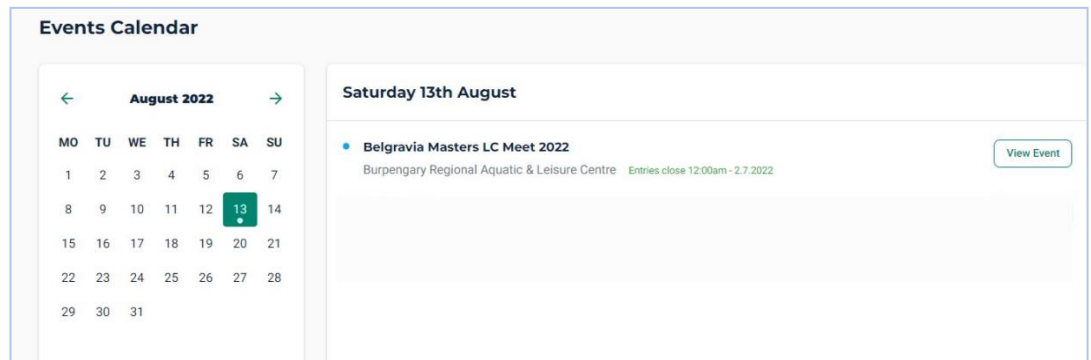 Events Calendar
← August 2022 →
MO TU WE TH FR SA SU
1 2 3 4 5 6 7
8 9 10 11 12 13 14
15 16 17 18 19 20 21
22 23 24 25 26 27 28
29 30 31
Saturday 13th August
Belgravia Masters LC Meet 2022
Burpengary Regional Aquatic & Leisure Centre Entries close 12:00am - 2.7.2022
View Event